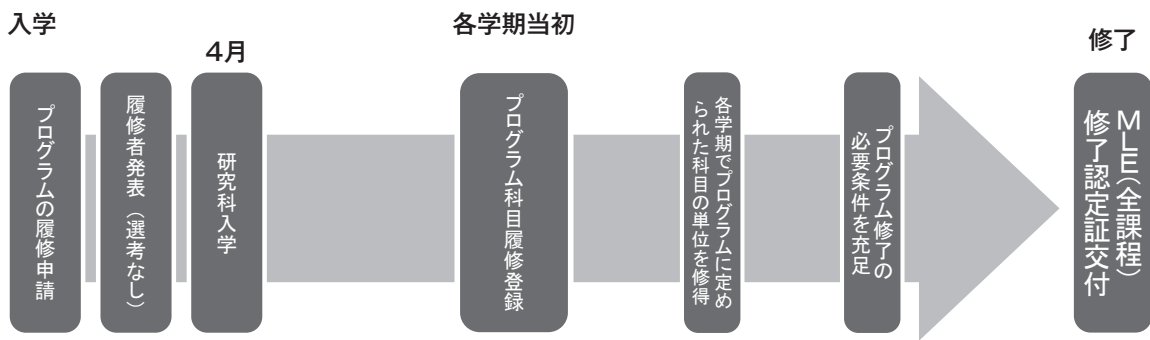 入学
4月
各学期当初
修了
プログラムの履修申請
履修者発表（選考なし）
研究科入学
プログラム科目履修登録
各学期でプログラムに定め
られた科目の単位を修得
プログラム修了の
必要条件を充足
MLE（全課程）
修了認定証交付